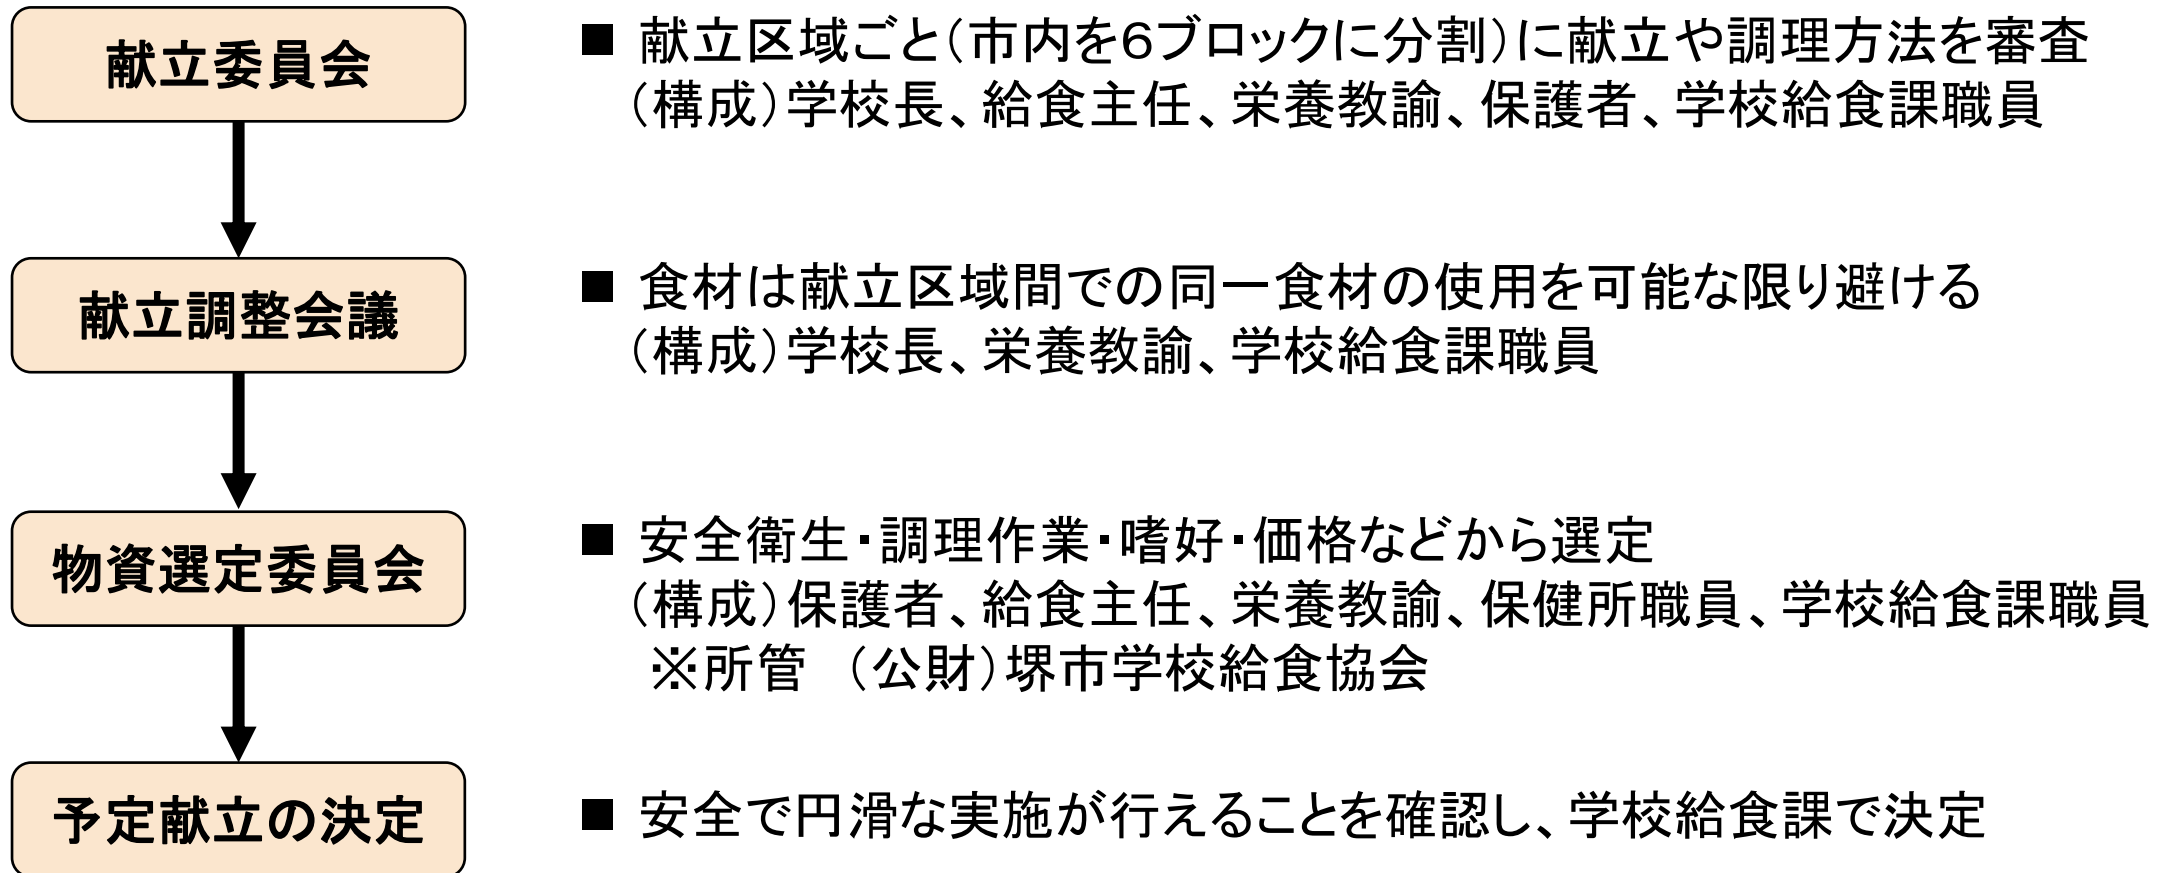 献立委員会
■ 献立区域ごと（市内を６ブロックに分割）に献立や調理方法を審査
（構成）学校長、給食主任、栄養教諭、保護者、学校給食課職員
献立調整会議
■ 食材は献立区域間での同一食材の使用を可能な限り避ける
（構成）学校長、栄養教諭、学校給食課職員
物資選定委員会
■ 安全衛生・調理作業・嗜好・価格などから選定
（構成）保護者、給食主任、栄養教諭、保健所職員、学校給食課職員
※所管　（公財）堺市学校給食協会
予定献立の決定
■ 安全で円滑な実施が行えることを確認し、学校給食課で決定